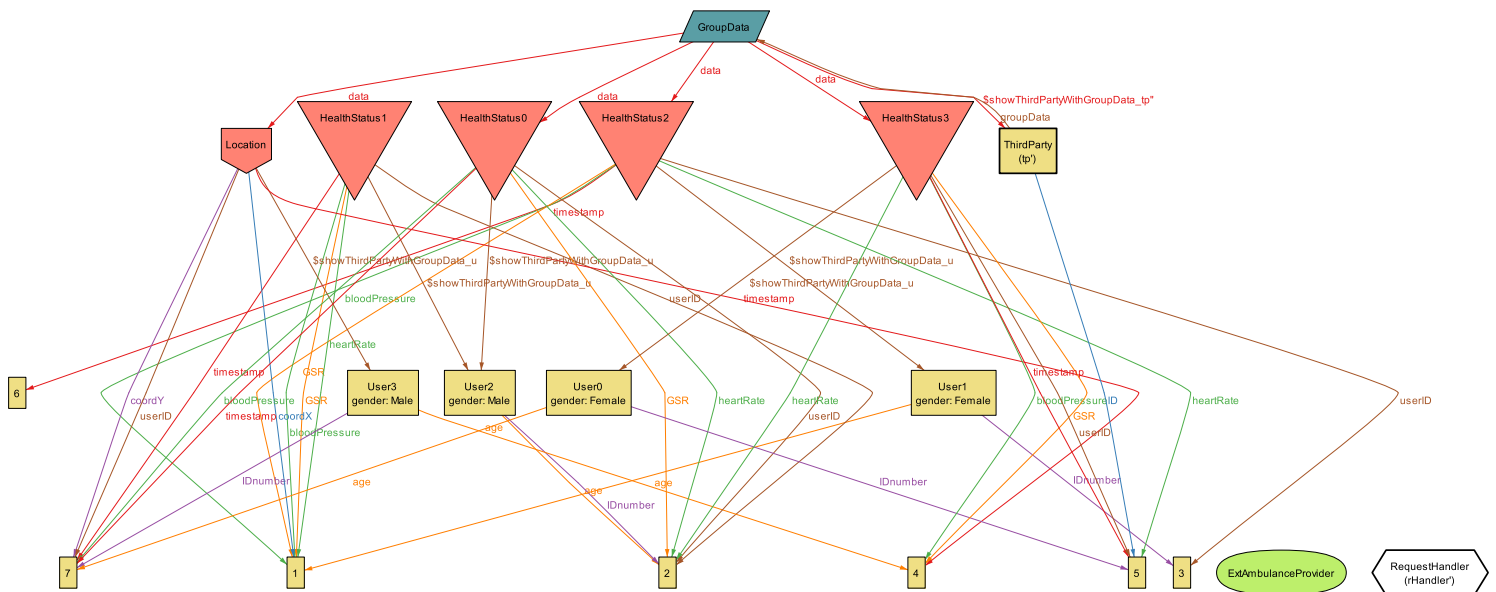 GroupData
data
data
data
data
$showThirdPartyWithGroupData_tp"
groupData
HealthStatus1
HealthStatus0
HealthStatus2
HealthStatus3
Location
ThirdParty
(tp')
timestamp
$showThirdPartyWithGroupData_u
$showThirdPartyWithGroupData_u
$showThirdPartyWithGroupData_u
$showThirdPartyWithGroupData_u
$showThirdPartyWithGroupData_u
bloodPressure
userID
timestamp
heartRate
timestamp
GSR
timestamp
6
User3
gender: Male
User2
gender: Male
User0
gender: Female
User1
gender: Female
coordY
bloodPressure
GSR
GSR
heartRate
heartRate
bloodPressure
ID
heartRate
userID
userID
timestamp
coordX
userID
GSR
age
bloodPressure
userID
IDnumber
age
age
age
IDnumber
IDnumber
IDnumber
7
1
2
4
5
3
ExtAmbulanceProvider
RequestHandler
(rHandler')